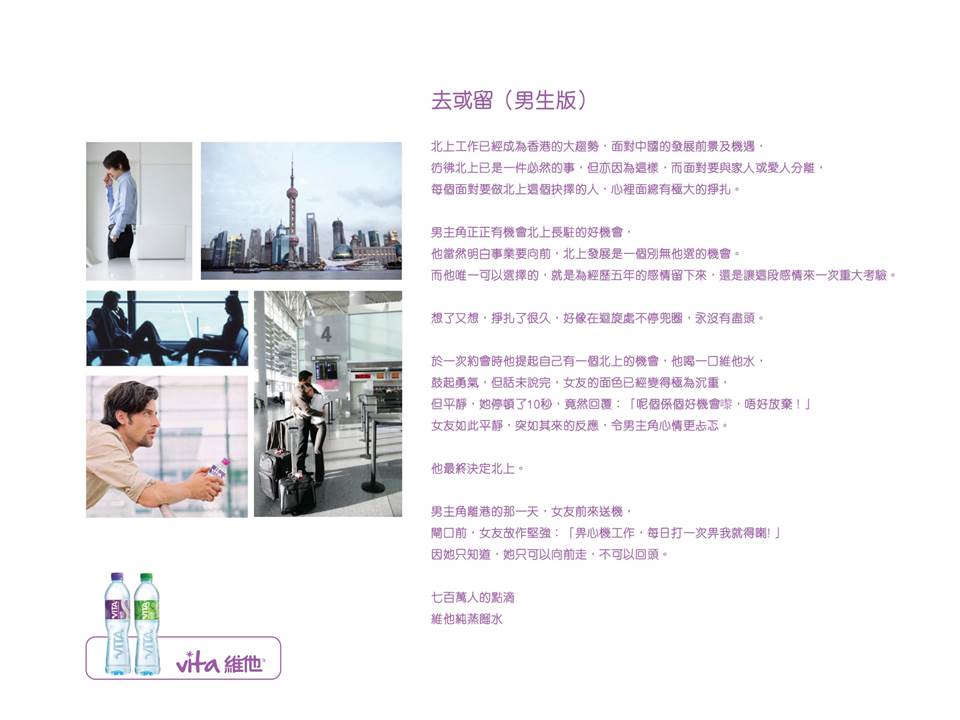 去或留（男生版）
北上工作已經成為香港的大趨勢，面對中國的發展前景及機遇，
彷彿北上已是一件必然的事，但亦因為這樣，而面對要與家人或愛人分離，
每個面對要做北上這個抉擇的人，心裡面總有極大的掙扎。
男主角正正有機會北上長駐的好機會，
他當然明白事業要向前，北上發展是一個別無他選的機會。
而他唯一可以選擇的，就是為經歷五年的感情留下來，還是讓這段感情來一次重大考驗。
想了又想，掙扎了很久，好像在迴旋處不停兜圈，永沒有盡頭。
於一次約會時他提起自己有一個北上的機會，他喝一口維他水，
鼓起勇氣，但話未說完，女友的面色已經變得極為沉重，
但平靜，她停頓了10秒，竟然回覆：「呢個係個好機會嚟，唔好放棄！」
女友如此平靜，突如其來的反應，令男主角心情更忐忑。
他最終決定北上。
男主角離港的那一天，女友前來送機，
閘口前，女友故作堅強：「畀心機工作，每日打一次畀我就得喇!」
因她只知道，她只可以向前走，不可以回頭。
七百萬人的點滴
維他純蒸餾水
4
VITA
VITA
VITA
VITA
vita 維他